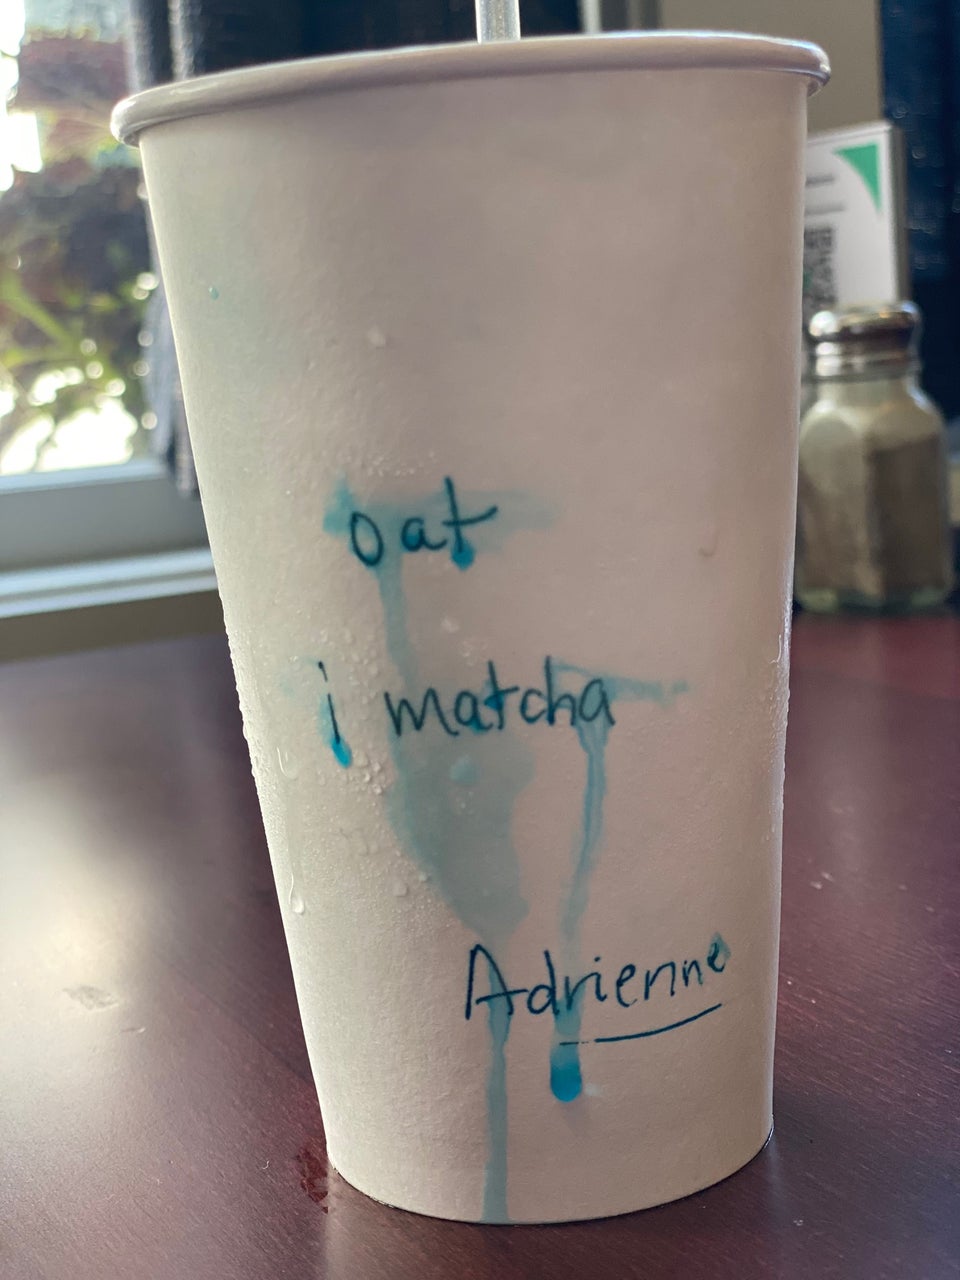 oat
i matcha
Adrienne